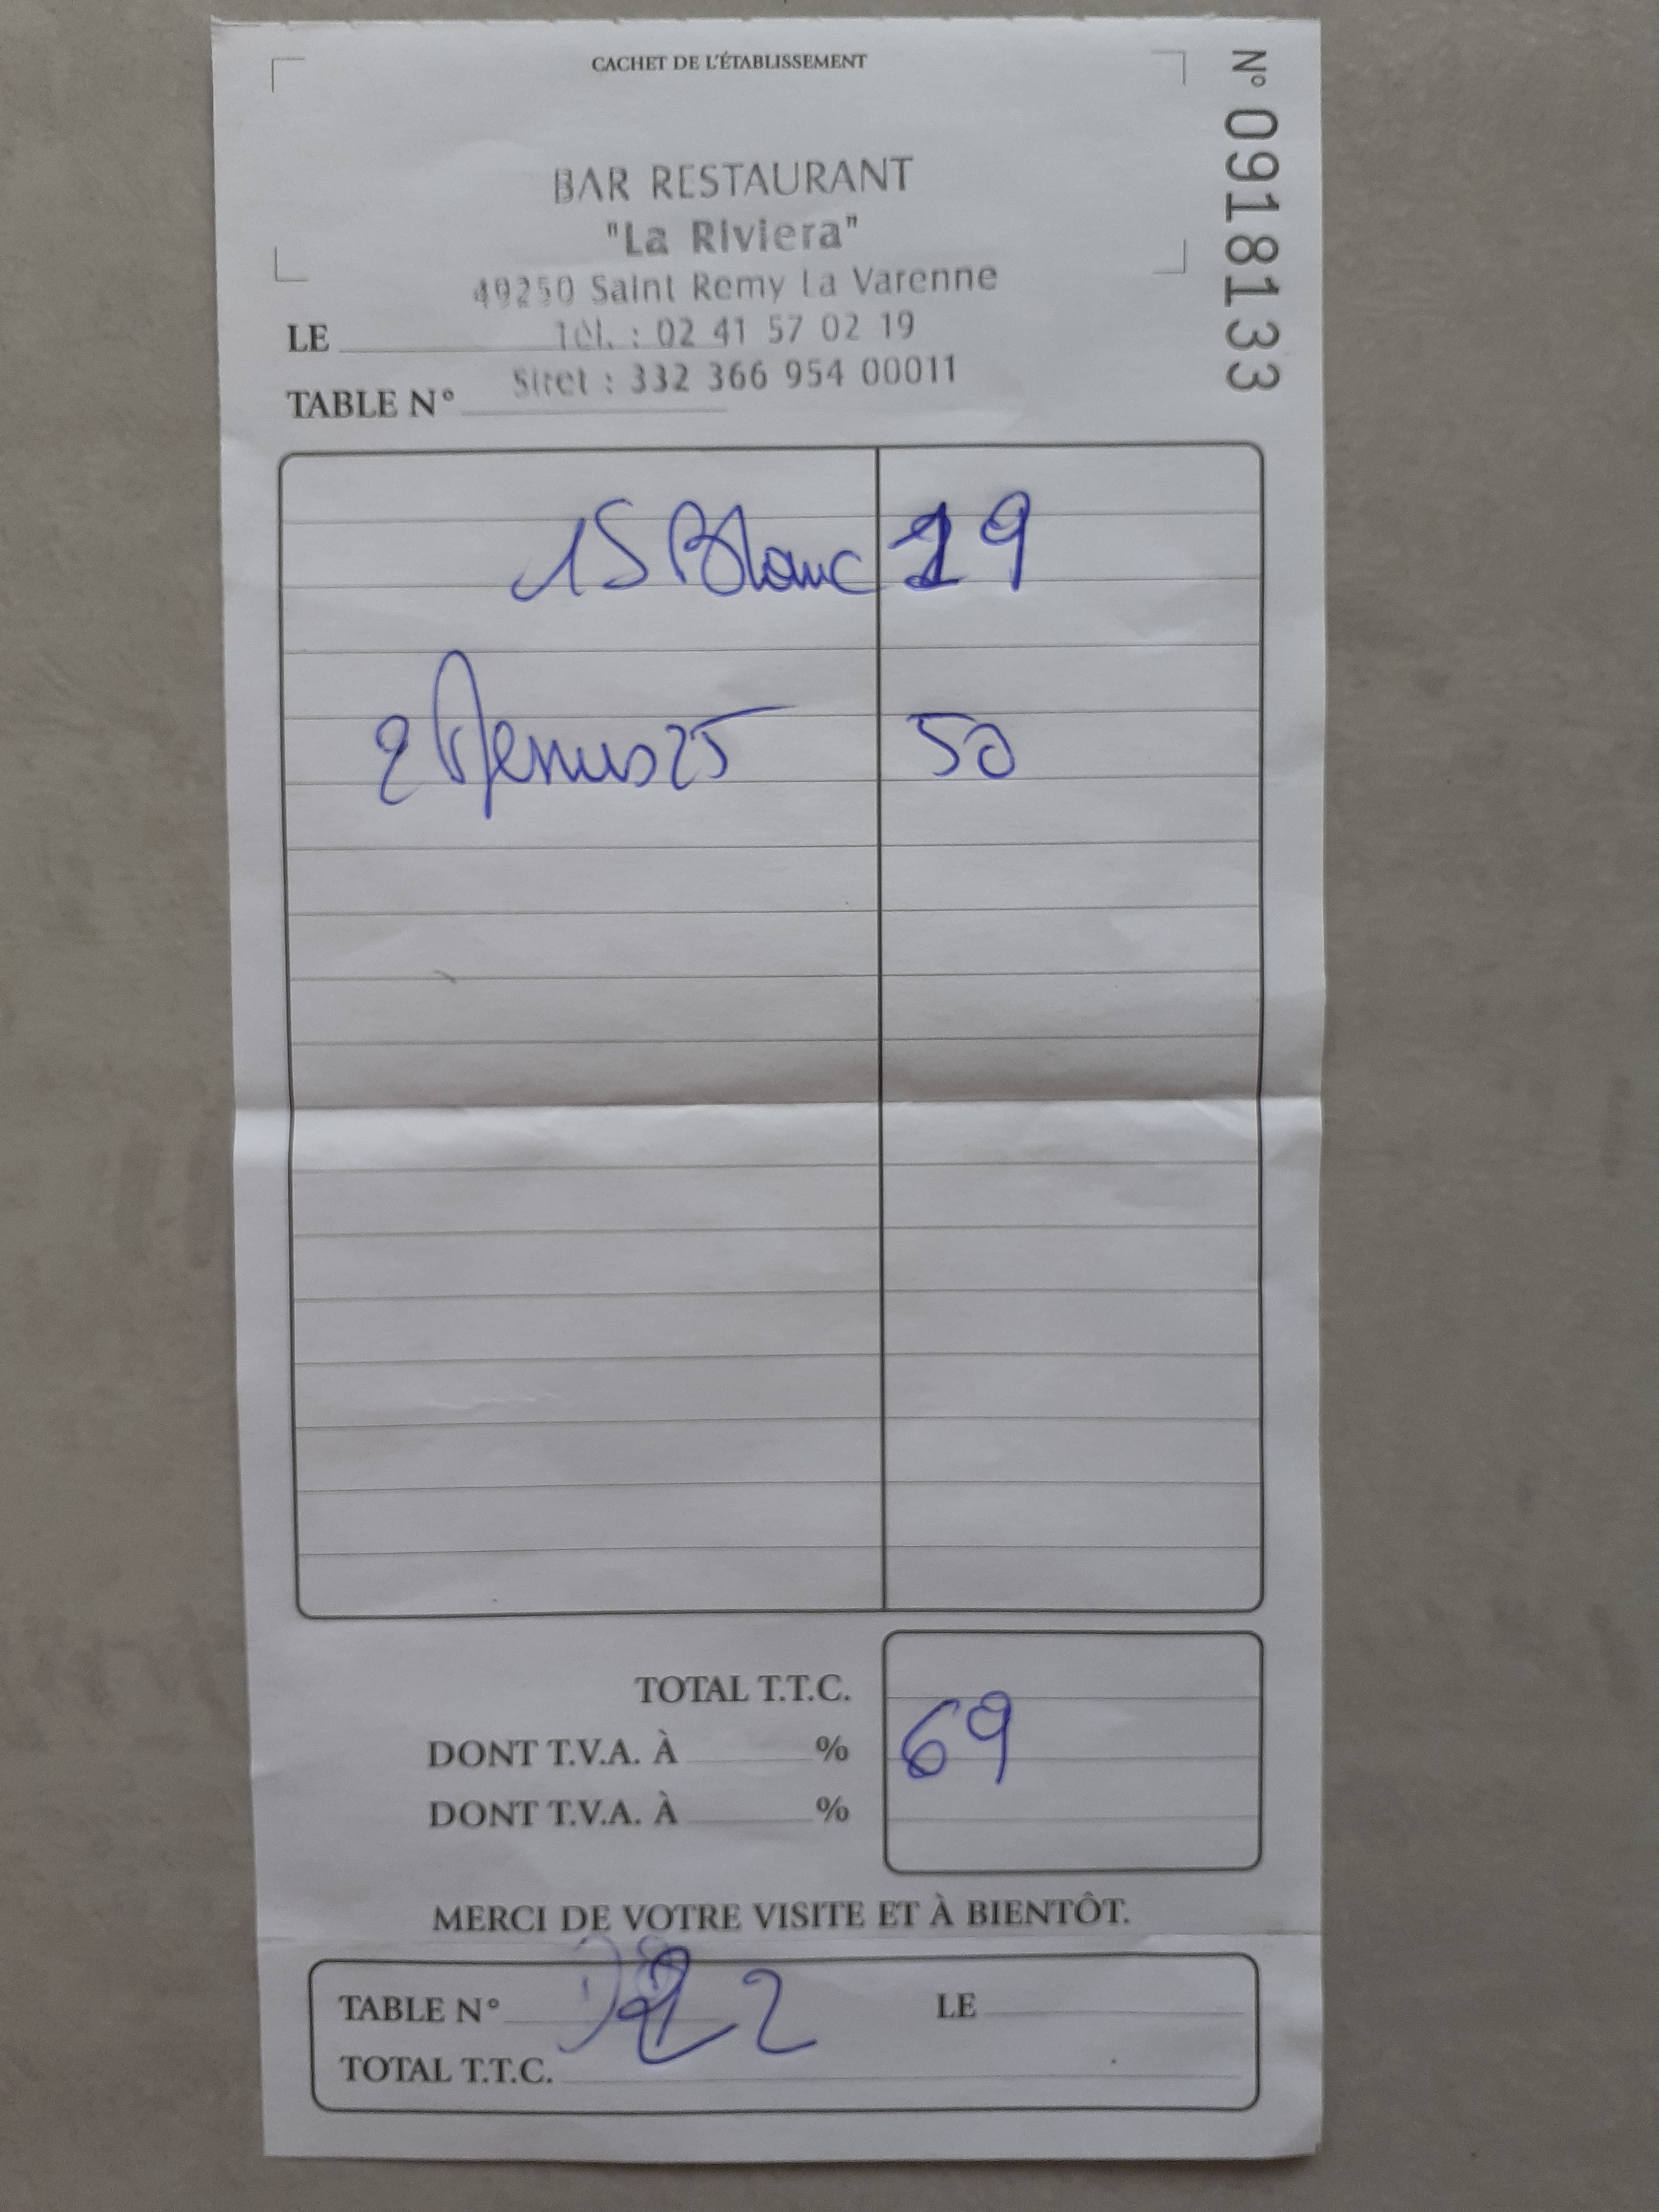 CACHET DE L'ÉTABLISSEMENT
N° 0918133
BAR RESTAURANT
"La Riviera"
49250 Saint Remy La Varenne
Tél. : 02 41 57 02 19
Siret : 332 366 954 00011
LE
TABLE N°
1S Blanc 19
2 Menus 25 50
TOTAL T.T.C.
69
DONT T.V.A. À %
DONT T.V.A. À %
MERCI DE VOTRE VISITE ET À BIENTÔT.
TABLE N° LE
TOTAL T.T.C.